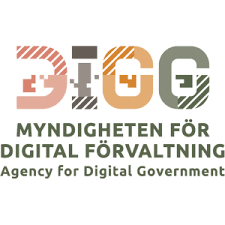 DIGG
MYNDIGHETEN FÖR
DIGITAL FÖRVALTNING
Agency for Digital Government